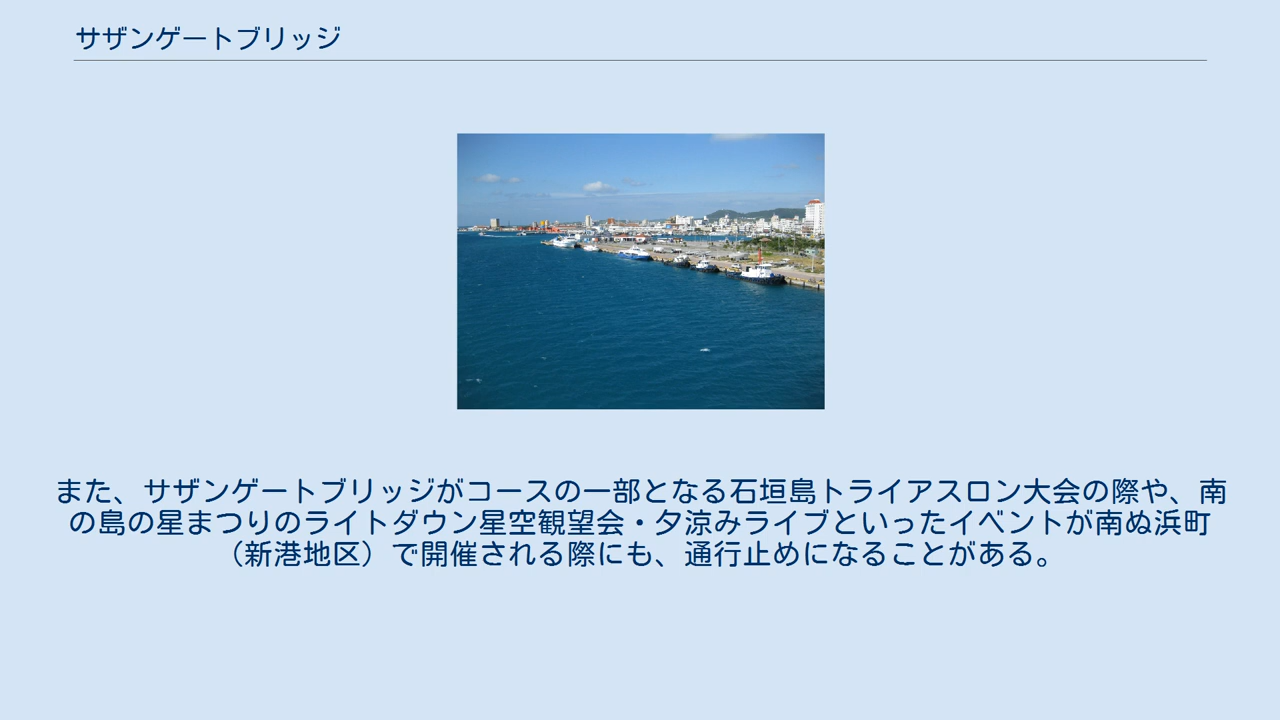 サザンゲートブリッジ
また、サザンゲートブリッジがコースの一部となる石垣島トライアスロン大会の際や、南
の島の星まつりのライトダウン星空観望会・夕涼みライブといったイベントが南ぬ浜町
（新港地区）で開催される際にも、通行止めになることがある。